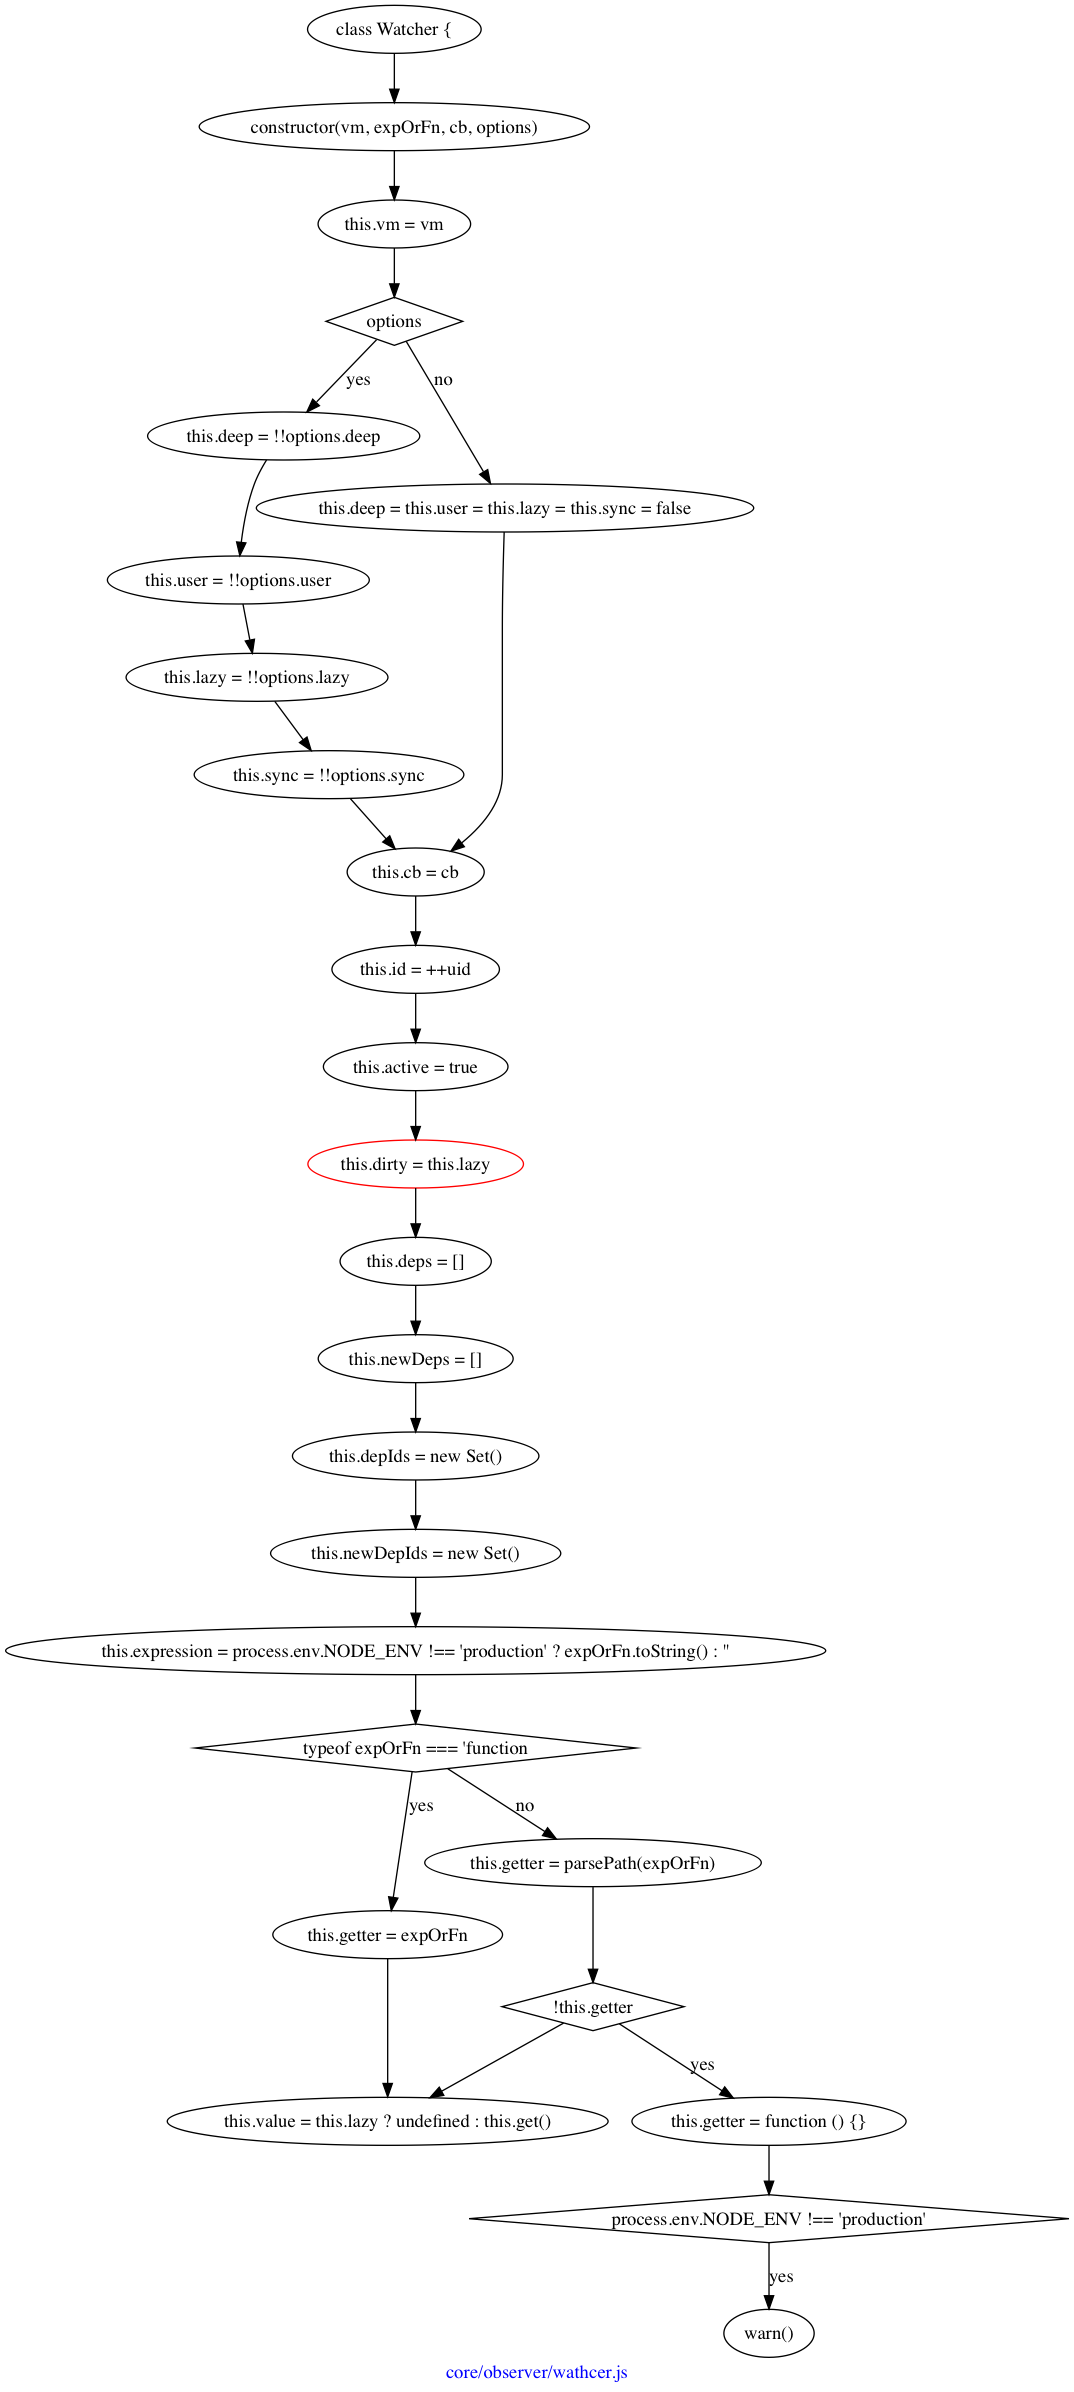 class Watcher {
constructor(vm, expOrFn, cb, options)
this.vm = vm
options
yes
no
this.deep = !!options.deep
this.deep = this.user = this.lazy = this.sync = false
this.user = !!options.user
this.lazy = !!options.lazy
this.sync = !!options.sync
this.cb = cb
this.id = ++uid
this.active = true
this.dirty = this.lazy
this.deps = []
this.newDeps = []
this.depIds = new Set()
this.newDepIds = new Set()
this.expression = process.env.NODE_ENV !== 'production' ? expOrFn.toString() : ''
typeof expOrFn === 'function
yes
no
this.getter = parsePath(expOrFn)
this.getter = expOrFn
!this.getter
yes
this.value = this.lazy ? undefined : this.get()
this.getter = function () {}
process.env.NODE_ENV !== 'production'
yes
warn()
core/observer/wathcer.js